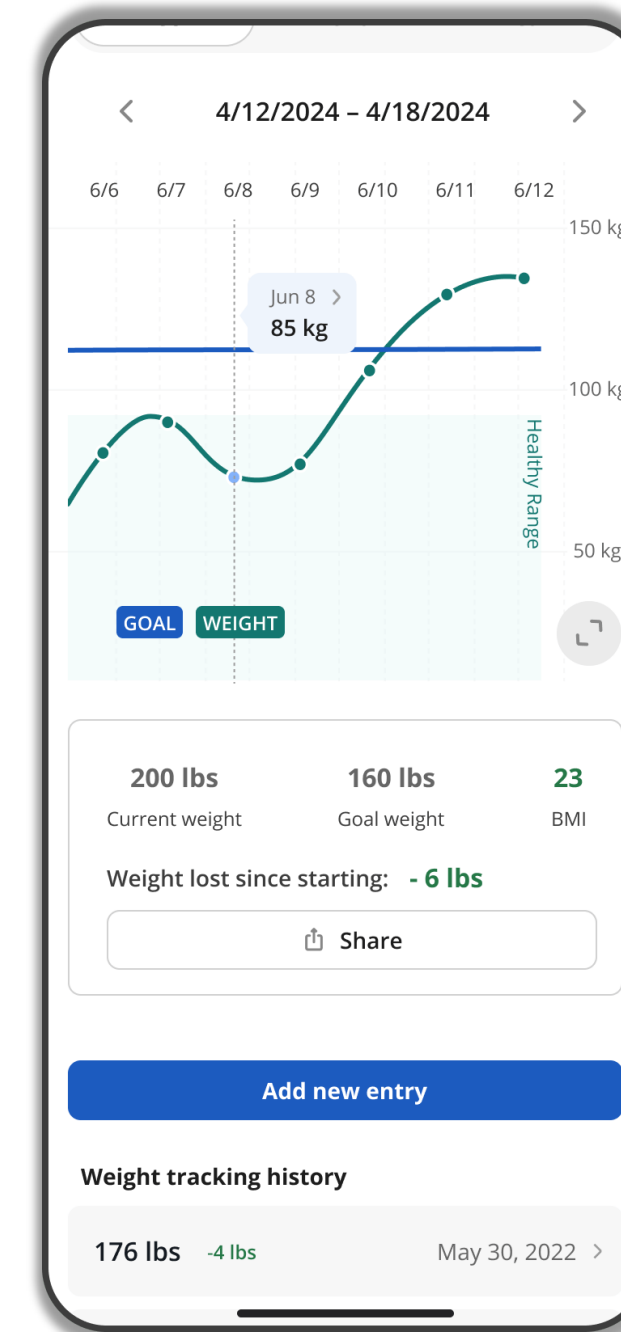 4/12/2024 – 4/18/2024
6/6 6/7 6/8 6/9 6/10 6/11 6/12
150 kg
Jun 8
85 kg
100 kg
Healthy Range
50 kg
GOAL WEIGHT
200 lbs 160 lbs 23
Current weight Goal weight BMI
Weight lost since starting: - 6 lbs
Share
Add new entry
Weight tracking history
176 lbs -4 lbs May 30, 2022